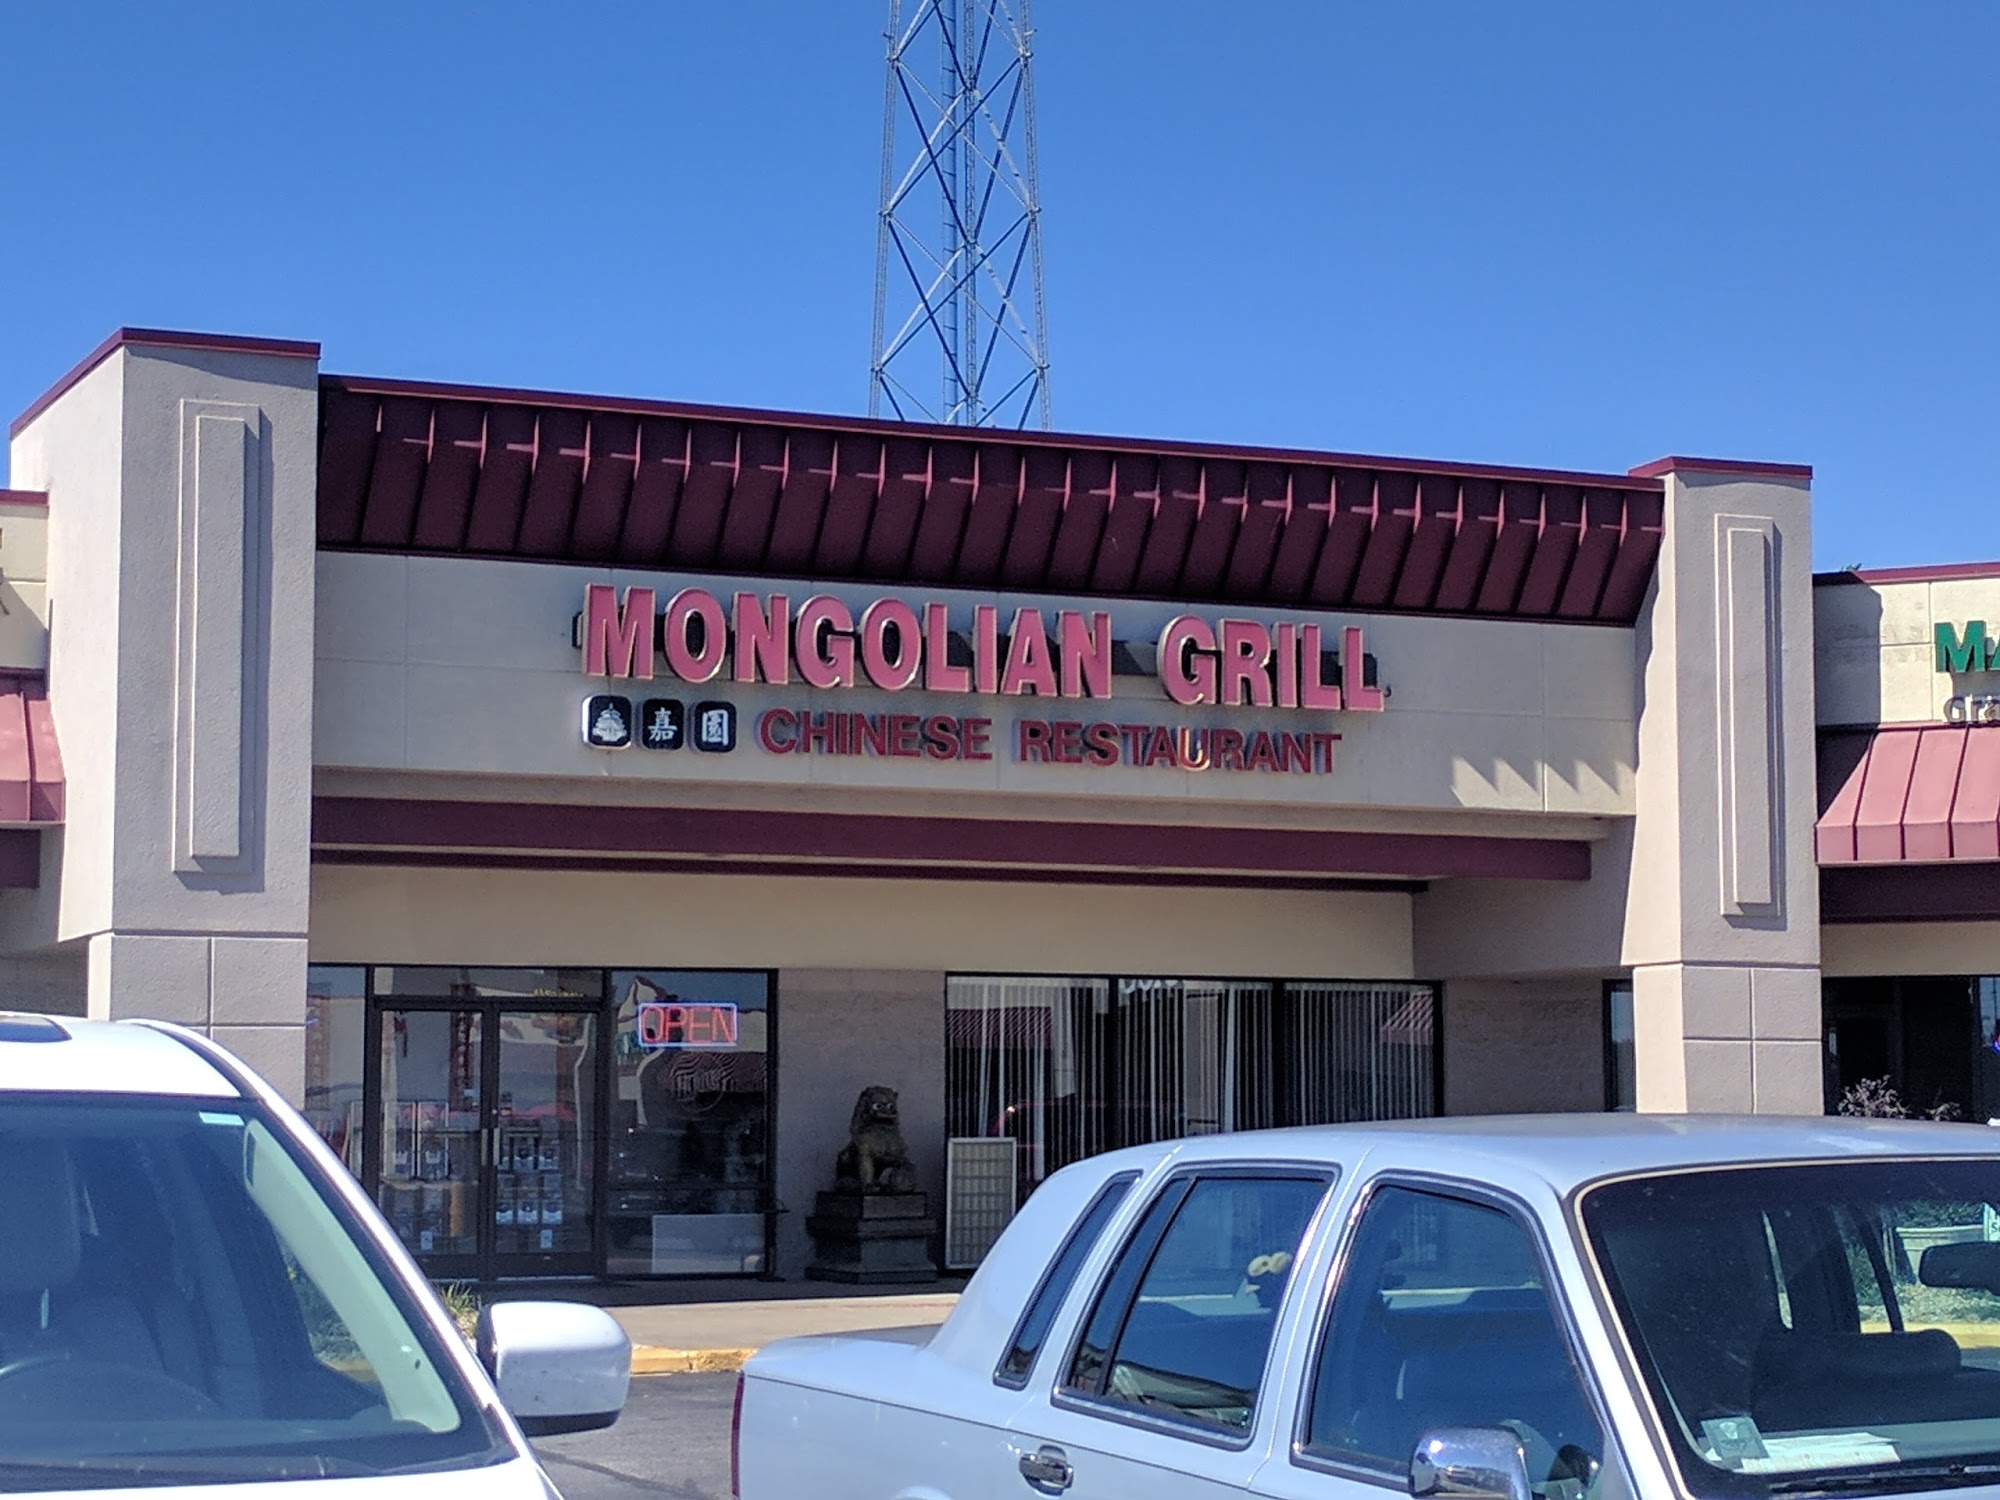 MONGOLIAN GRILL
嘉 園 CHINESE RESTAURANT
OPEN